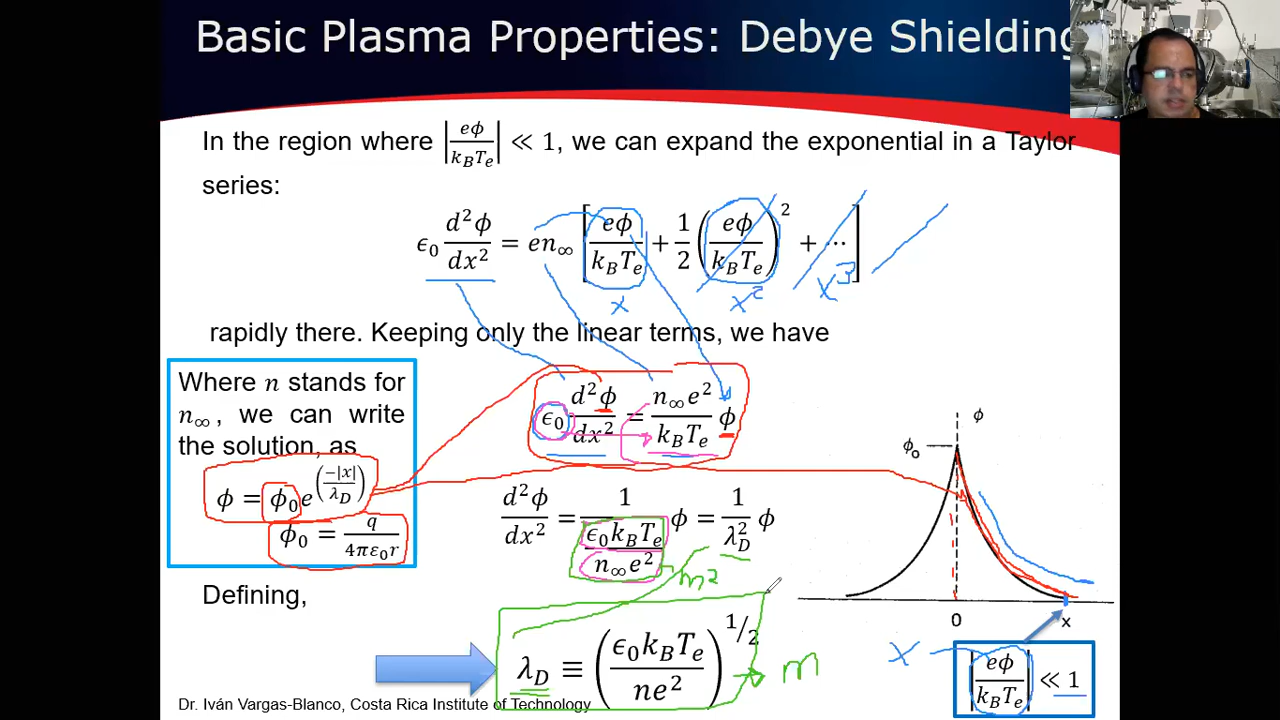 Basic Plasma Properties: Debye Shielding
In the region where |eϕ/k_BT_e| ≪ 1, we can expand the exponential in a Taylor
series:
ϵ₀ d²ϕ/dx² = en∞ [eϕ/k_BT_e + 1/2 (eϕ/k_BT_e)² + ⋯]
x x² x³
rapidly there. Keeping only the linear terms, we have
Where n stands for
n∞, we can write
the solution, as
ϕ = ϕ₀e^(−|x|/λ_D)
ϕ₀ = q/4πε₀r
ϵ₀ d²ϕ/dx² = n∞e²/k_BT_e ϕ
d²ϕ/dx² = 1/(ϵ₀k_BT_e/n∞e²) ϕ = 1/λ_D² ϕ
m²
Defining,
λ_D ≡ (ϵ₀k_BT_e/ne²)^1/2
m
ϕ
ϕ₀
0 x
x
|eϕ/k_BT_e| ≪ 1
Dr. Iván Vargas-Blanco, Costa Rica Institute of Technology